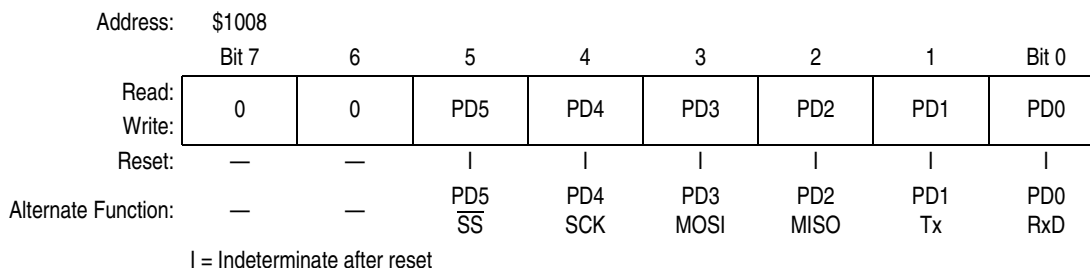 Address: $1008
Bit 7 6 5 4 3 2 1 Bit 0
Read:
Write: 0 0 PD5 PD4 PD3 PD2 PD1 PD0
Reset: — — I I I I I I
Alternate Function: — — PD5 PD4 PD3 PD2 PD1 PD0
SS SCK MOSI MISO Tx RxD
I = Indeterminate after reset